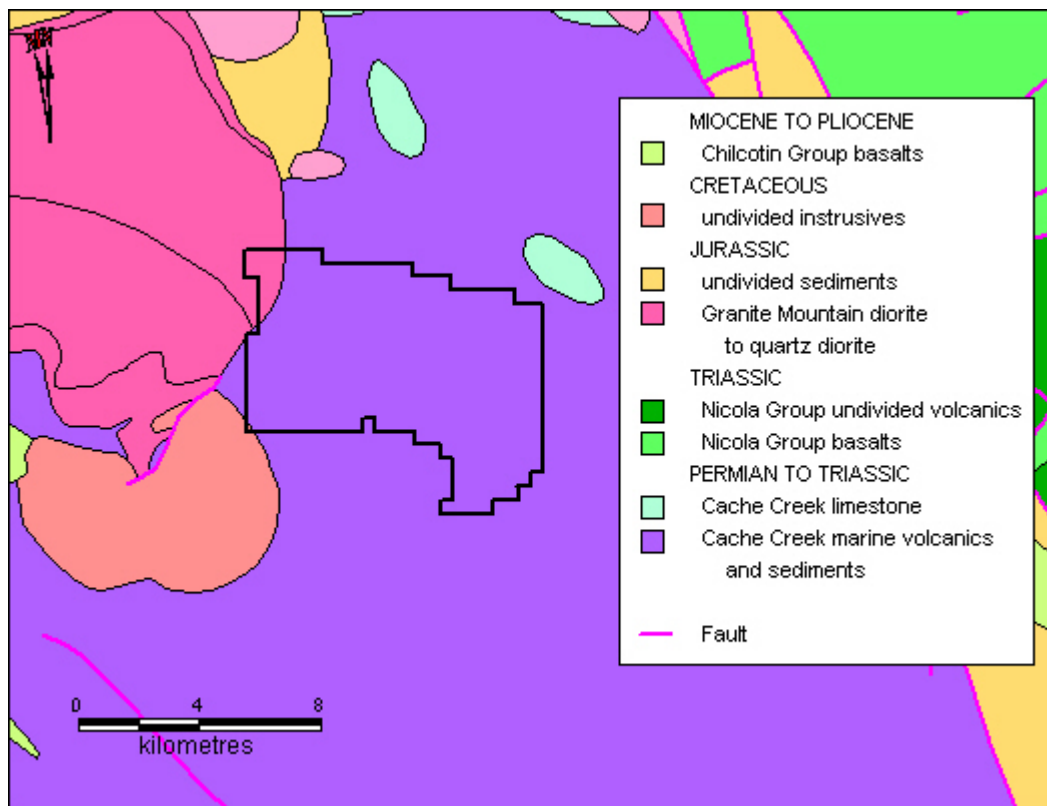 MIOCENE TO PLIOCENE
Chilcotin Group basalts
CRETACEOUS
undivided instrusives
JURASSIC
undivided sediments
Granite Mountain diorite
to quartz diorite
TRIASSIC
Nicola Group undivided volcanics
Nicola Group basalts
PERMIAN TO TRIASSIC
Cache Creek limestone
Cache Creek marine volcanics
and sediments
Fault
0 4 8
kilometres